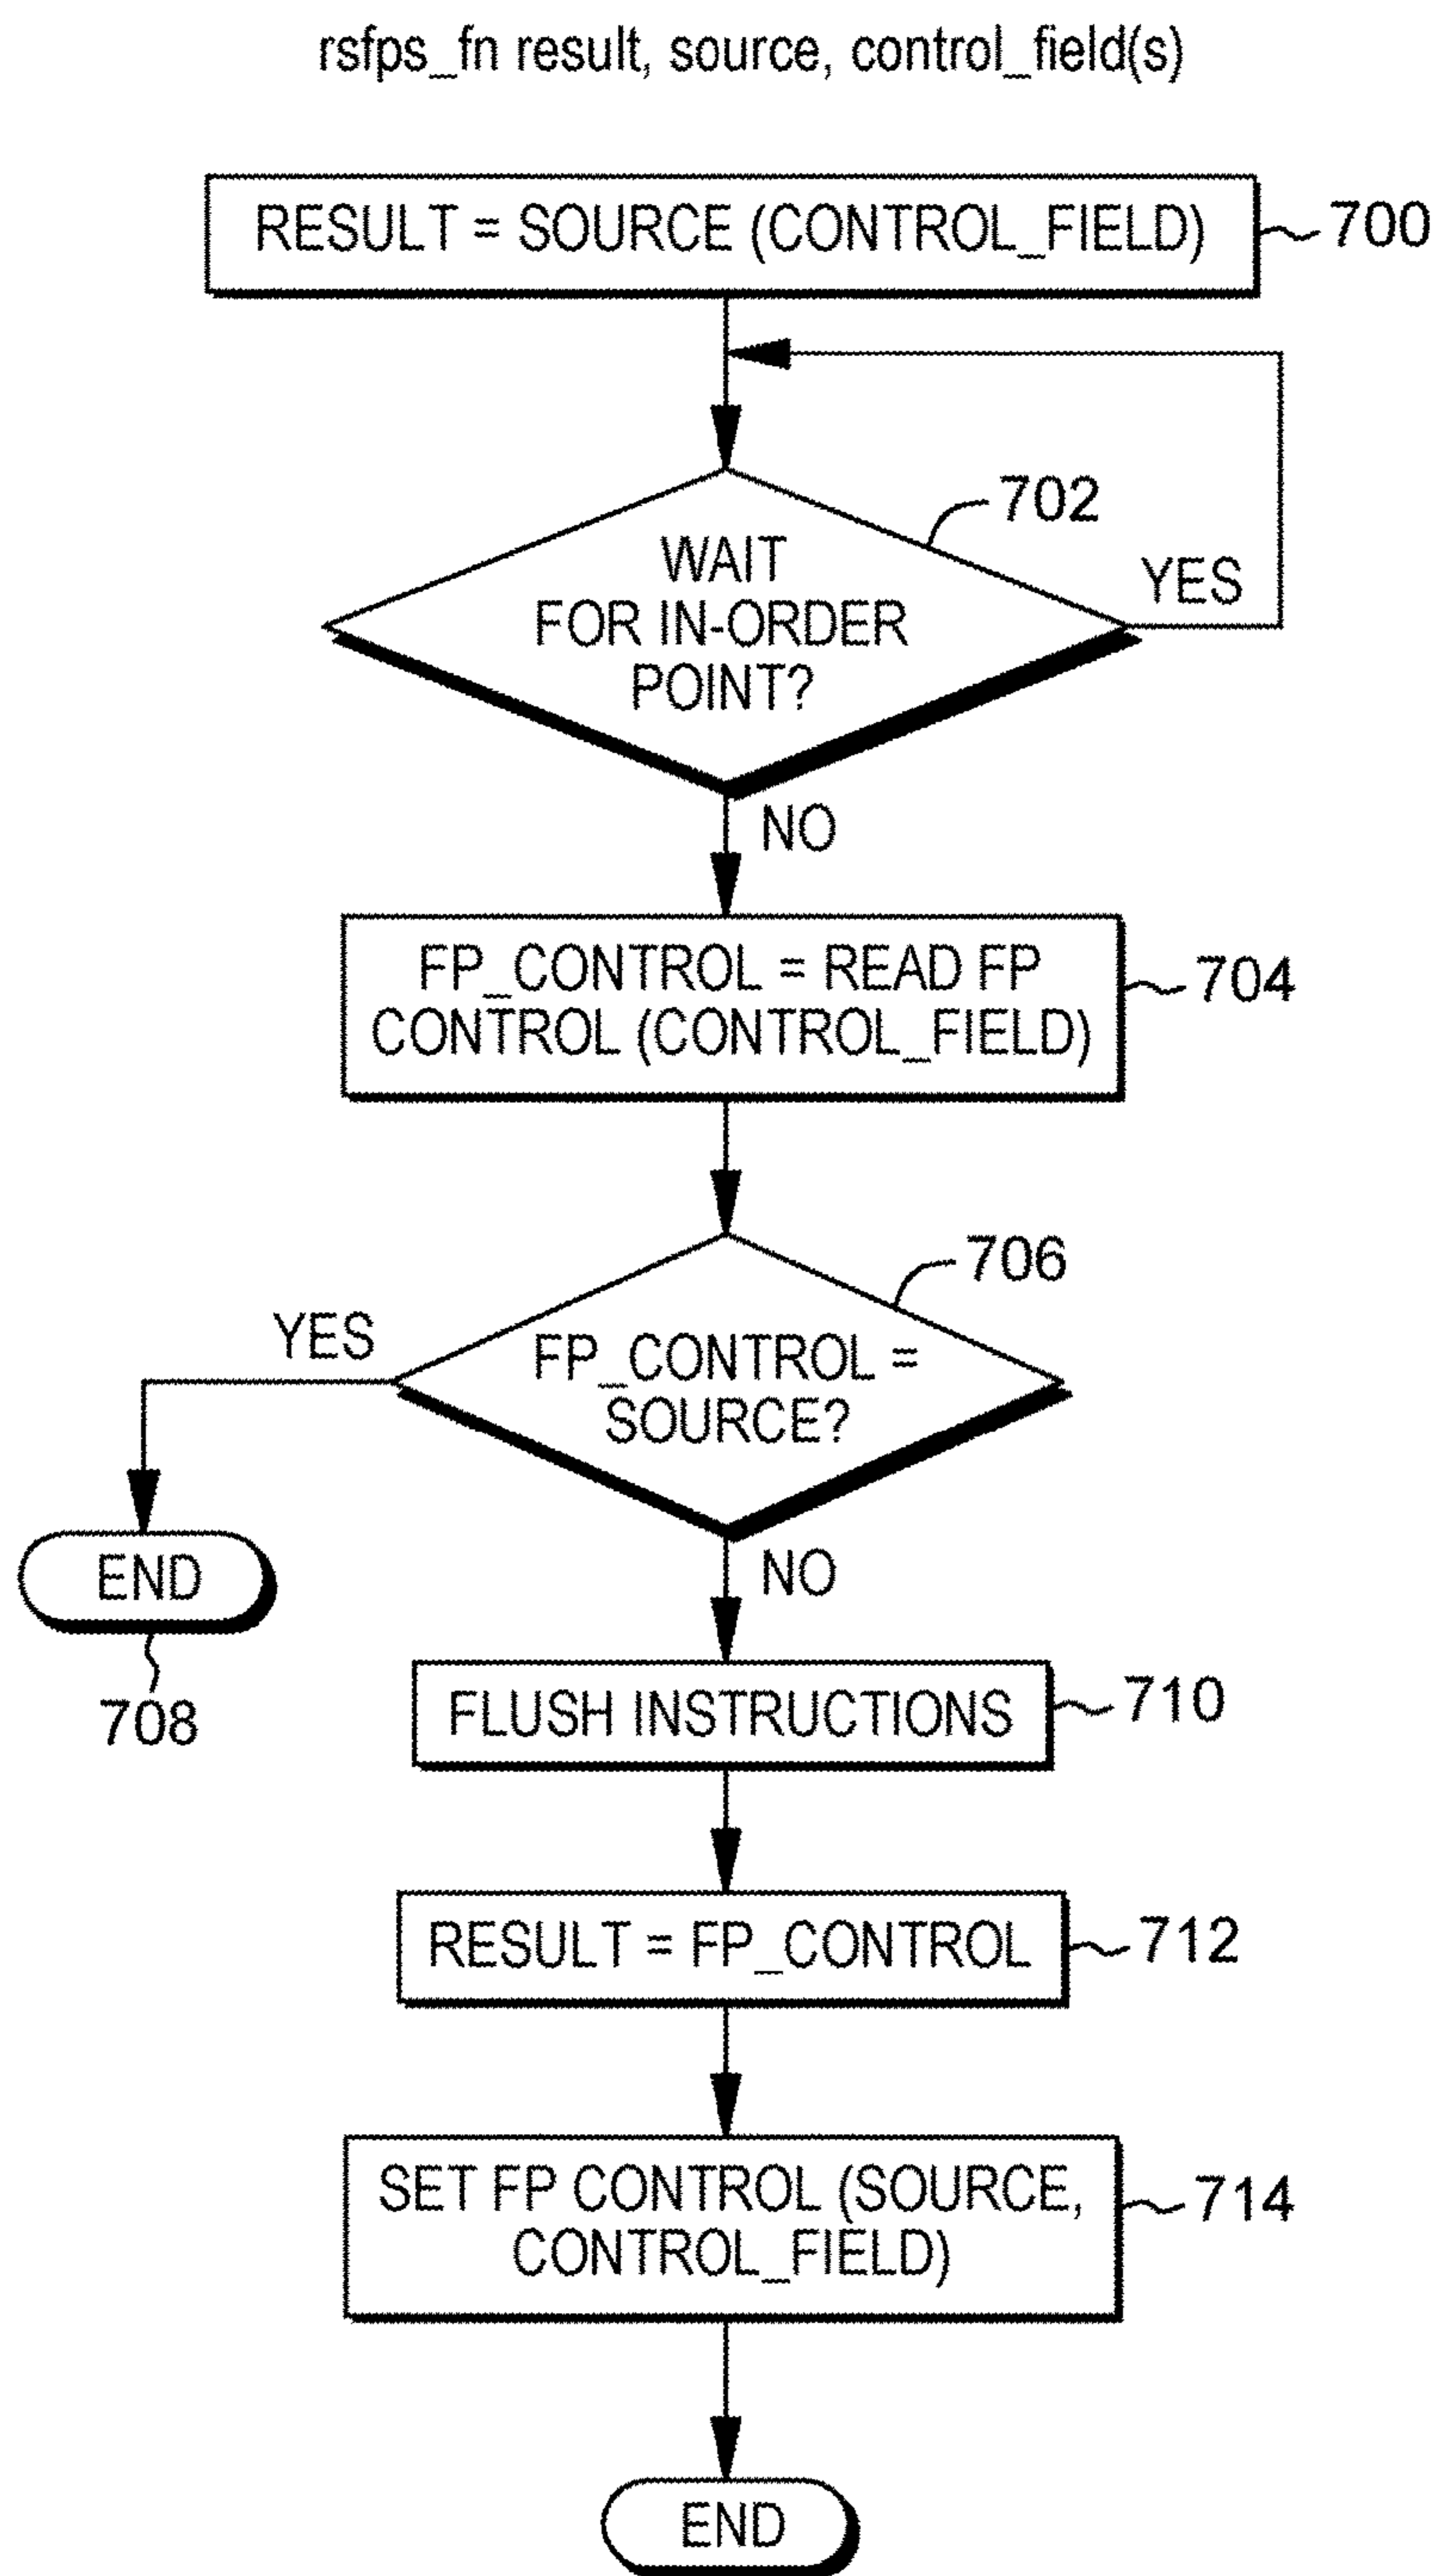 rsfps_fn result, source, control_field(s)
RESULT = SOURCE (CONTROL_FIELD)
700
702
WAIT
FOR IN-ORDER
POINT?
YES
NO
FP_CONTROL = READ FP
CONTROL (CONTROL_FIELD)
704
706
YES
FP_CONTROL =
SOURCE?
END
708
NO
FLUSH INSTRUCTIONS
710
RESULT = FP_CONTROL
712
SET FP CONTROL (SOURCE,
CONTROL_FIELD)
714
END